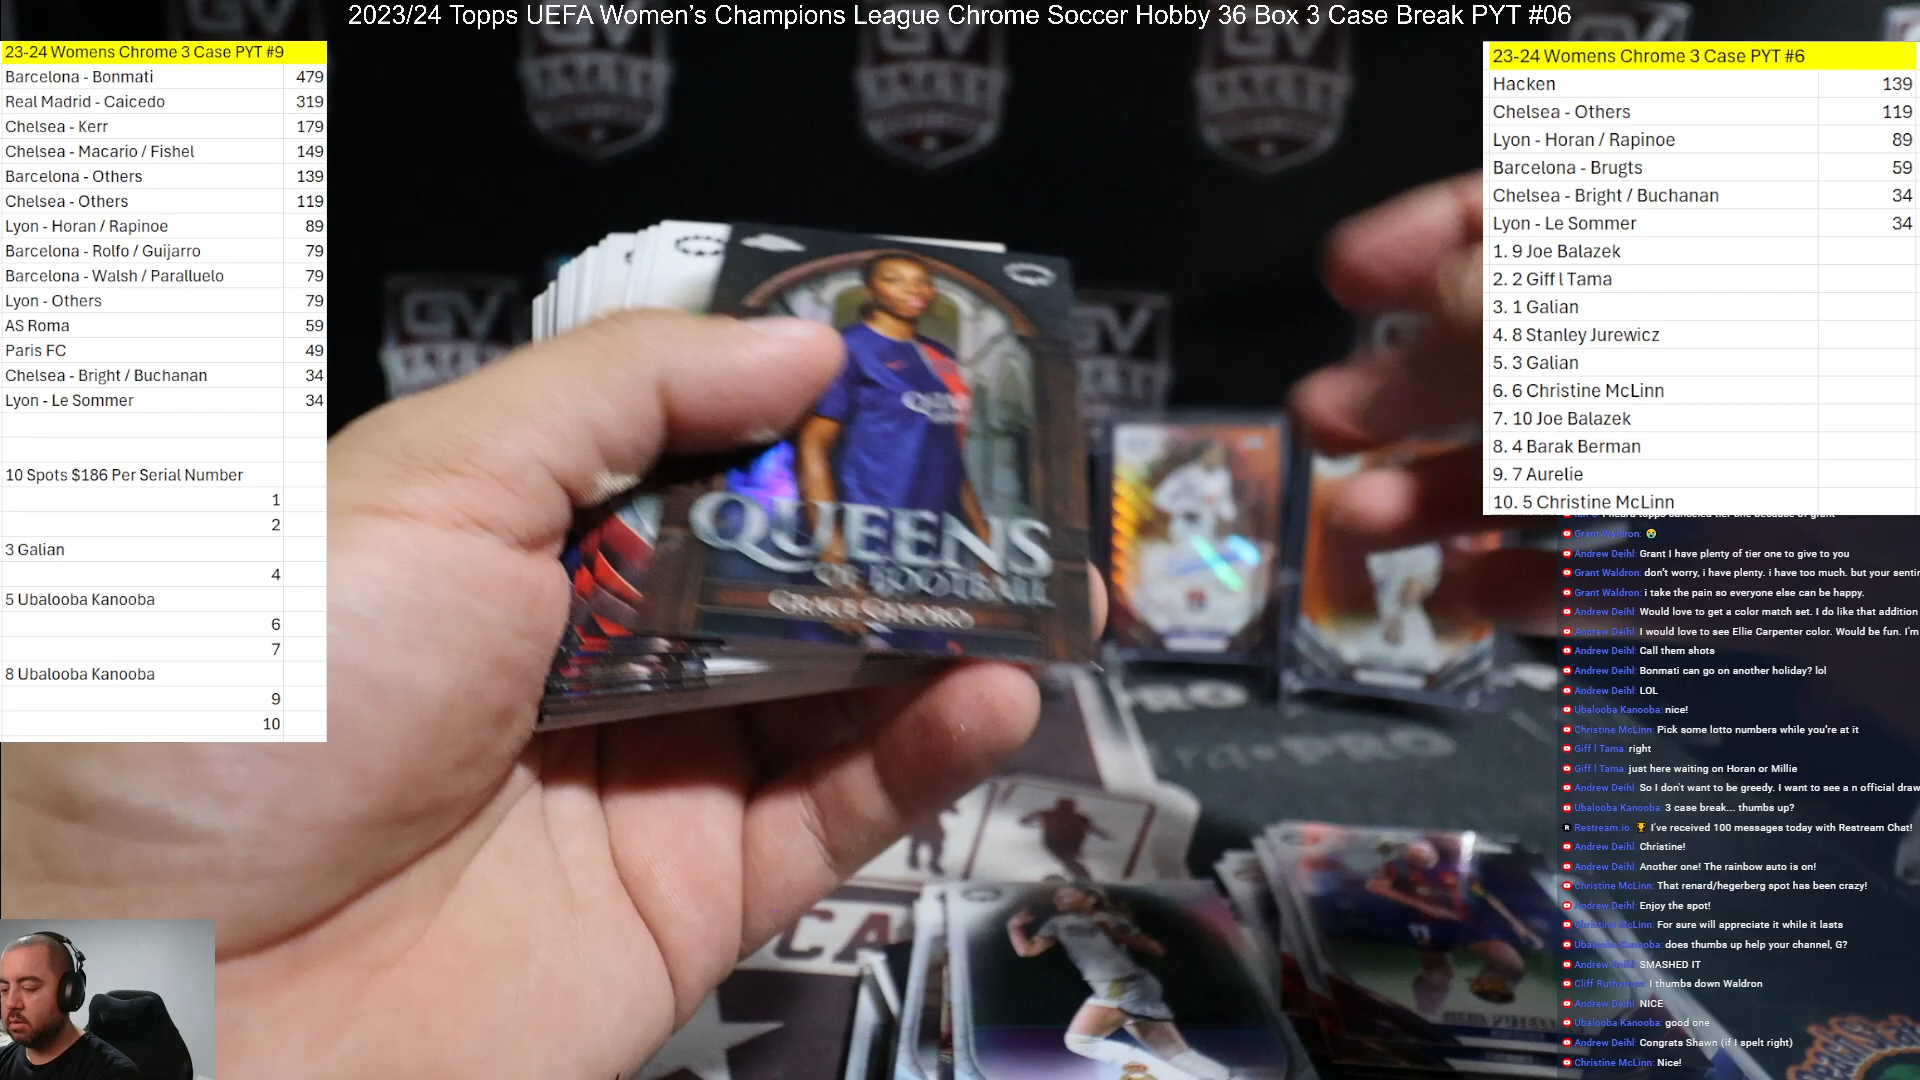 2023/24 Topps UEFA Women's Champions League Chrome Soccer Hobby 36 Box 3 Case Break PYT #06
23-24 Womens Chrome 3 Case PYT #9
Barcelona - Bonmati 479
Real Madrid - Caicedo 319
Chelsea - Kerr 179
Chelsea - Macario / Fishel 149
Barcelona - Others 139
Chelsea - Others 119
Lyon - Horan / Rapinoe 89
Barcelona - Rolfo / Guijarro 79
Barcelona - Walsh / Paralluelo 79
Lyon - Others 79
AS Roma 59
Paris FC 49
Chelsea - Bright / Buchanan 34
Lyon - Le Sommer 34
10 Spots $186 Per Serial Number
1
2
3 Galian
4
5 Ubalooba Kanooba
6
7
8 Ubalooba Kanooba
9
10
QUEENS
OF FOOTBALL
GRACE GEYORO
23-24 Womens Chrome 3 Case PYT #6
Hacken 139
Chelsea - Others 119
Lyon - Horan / Rapinoe 89
Barcelona - Brugts 59
Chelsea - Bright / Buchanan 34
Lyon - Le Sommer 34
1. 9 Joe Balazek
2. 2 Giff l Tama
3. 1 Galian
4. 8 Stanley Jurewicz
5. 3 Galian
6. 6 Christine McLinn
7. 10 Joe Balazek
8. 4 Barak Berman
9. 7 Aurelie
10. 5 Christine McLinn
Grant Waldron: 😭
Andrew Deihl: Grant I have plenty of tier one to give to you
Grant Waldron: don't worry, i have plenty. i have too much. but your
Grant Waldron: i take the pain so everyone else can be happy.
Andrew Deihl: Would love to get a color match set. I do like that addition
Andrew Deihl: I would love to see Ellie Carpenter color. Would be fun. I'm
Andrew Deihl: Call them shots
Andrew Deihl: Bonmati can go on another holiday? lol
Andrew Deihl: LOL
Ubalooba Kanooba: nice!
Christine McLinn: Pick some lotto numbers while you're at it
Giff l Tama: right
Giff l Tama: just here waiting on Horan or Millie
Andrew Deihl: So I don't want to be greedy. I want to see a n official draw
Ubalooba Kanooba: 3 case break... thumbs up?
Restream.io: 🏆 I've received 100 messages today with Restream Chat!
Andrew Deihl: Christine!
Andrew Deihl: Another one! The rainbow auto is on!
Christine McLinn: That renard/hegerberg spot has been crazy!
Andrew Deihl: Enjoy the spot!
Christine McLinn: For sure will appreciate it while it lasts
Ubalooba Kanooba: does thumbs up help your channel, G?
Andrew Deihl: SMASHED IT
Cliff I thumbs down Waldron
Andrew Deihl: NICE
Ubalooba Kanooba: good one
Andrew Deihl: Congrats Shawn (if I spelt right)
Christine McLinn: Nice!